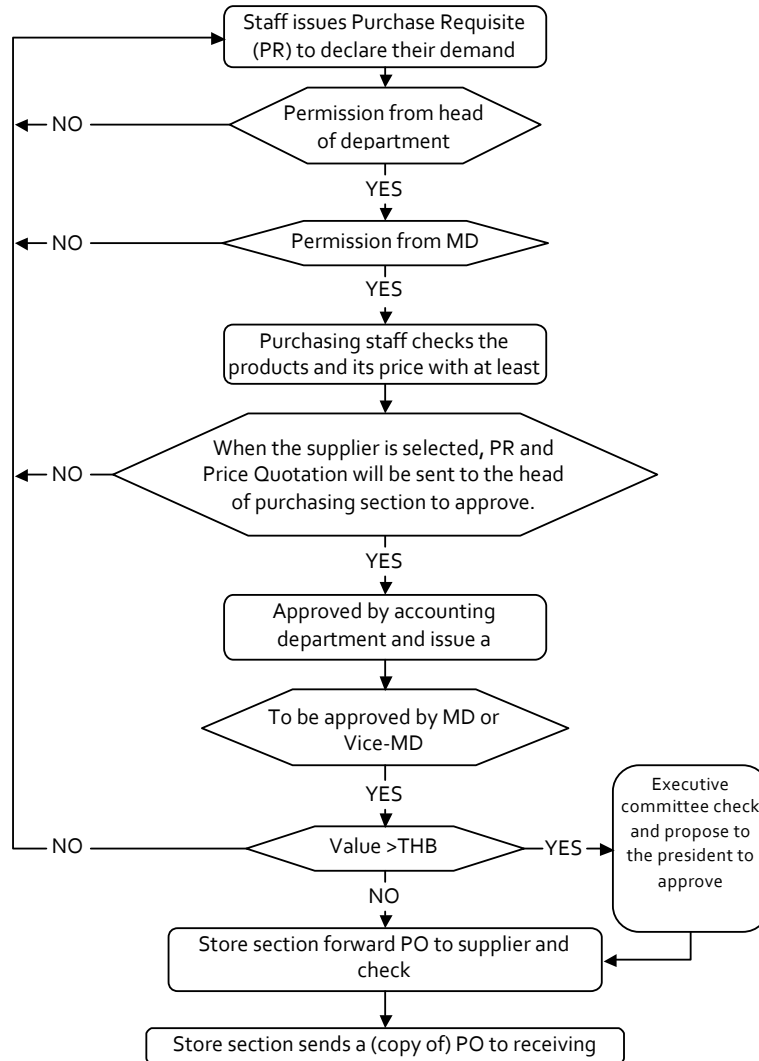 Staff issues Purchase Requisite
(PR) to declare their demand
NO
Permission from head
of department
YES
NO
Permission from MD
YES
Purchasing staff checks the
products and its price with at least
NO
When the supplier is selected, PR and
Price Quotation will be sent to the head
of purchasing section to approve.
YES
Approved by accounting
department and issue a
To be approved by MD or
Vice-MD
YES
NO
Value >THB
YES
Executive
committee check
and propose to
the president to
approve
NO
Store section forward PO to supplier and
check
Store section sends a (copy of) PO to receiving